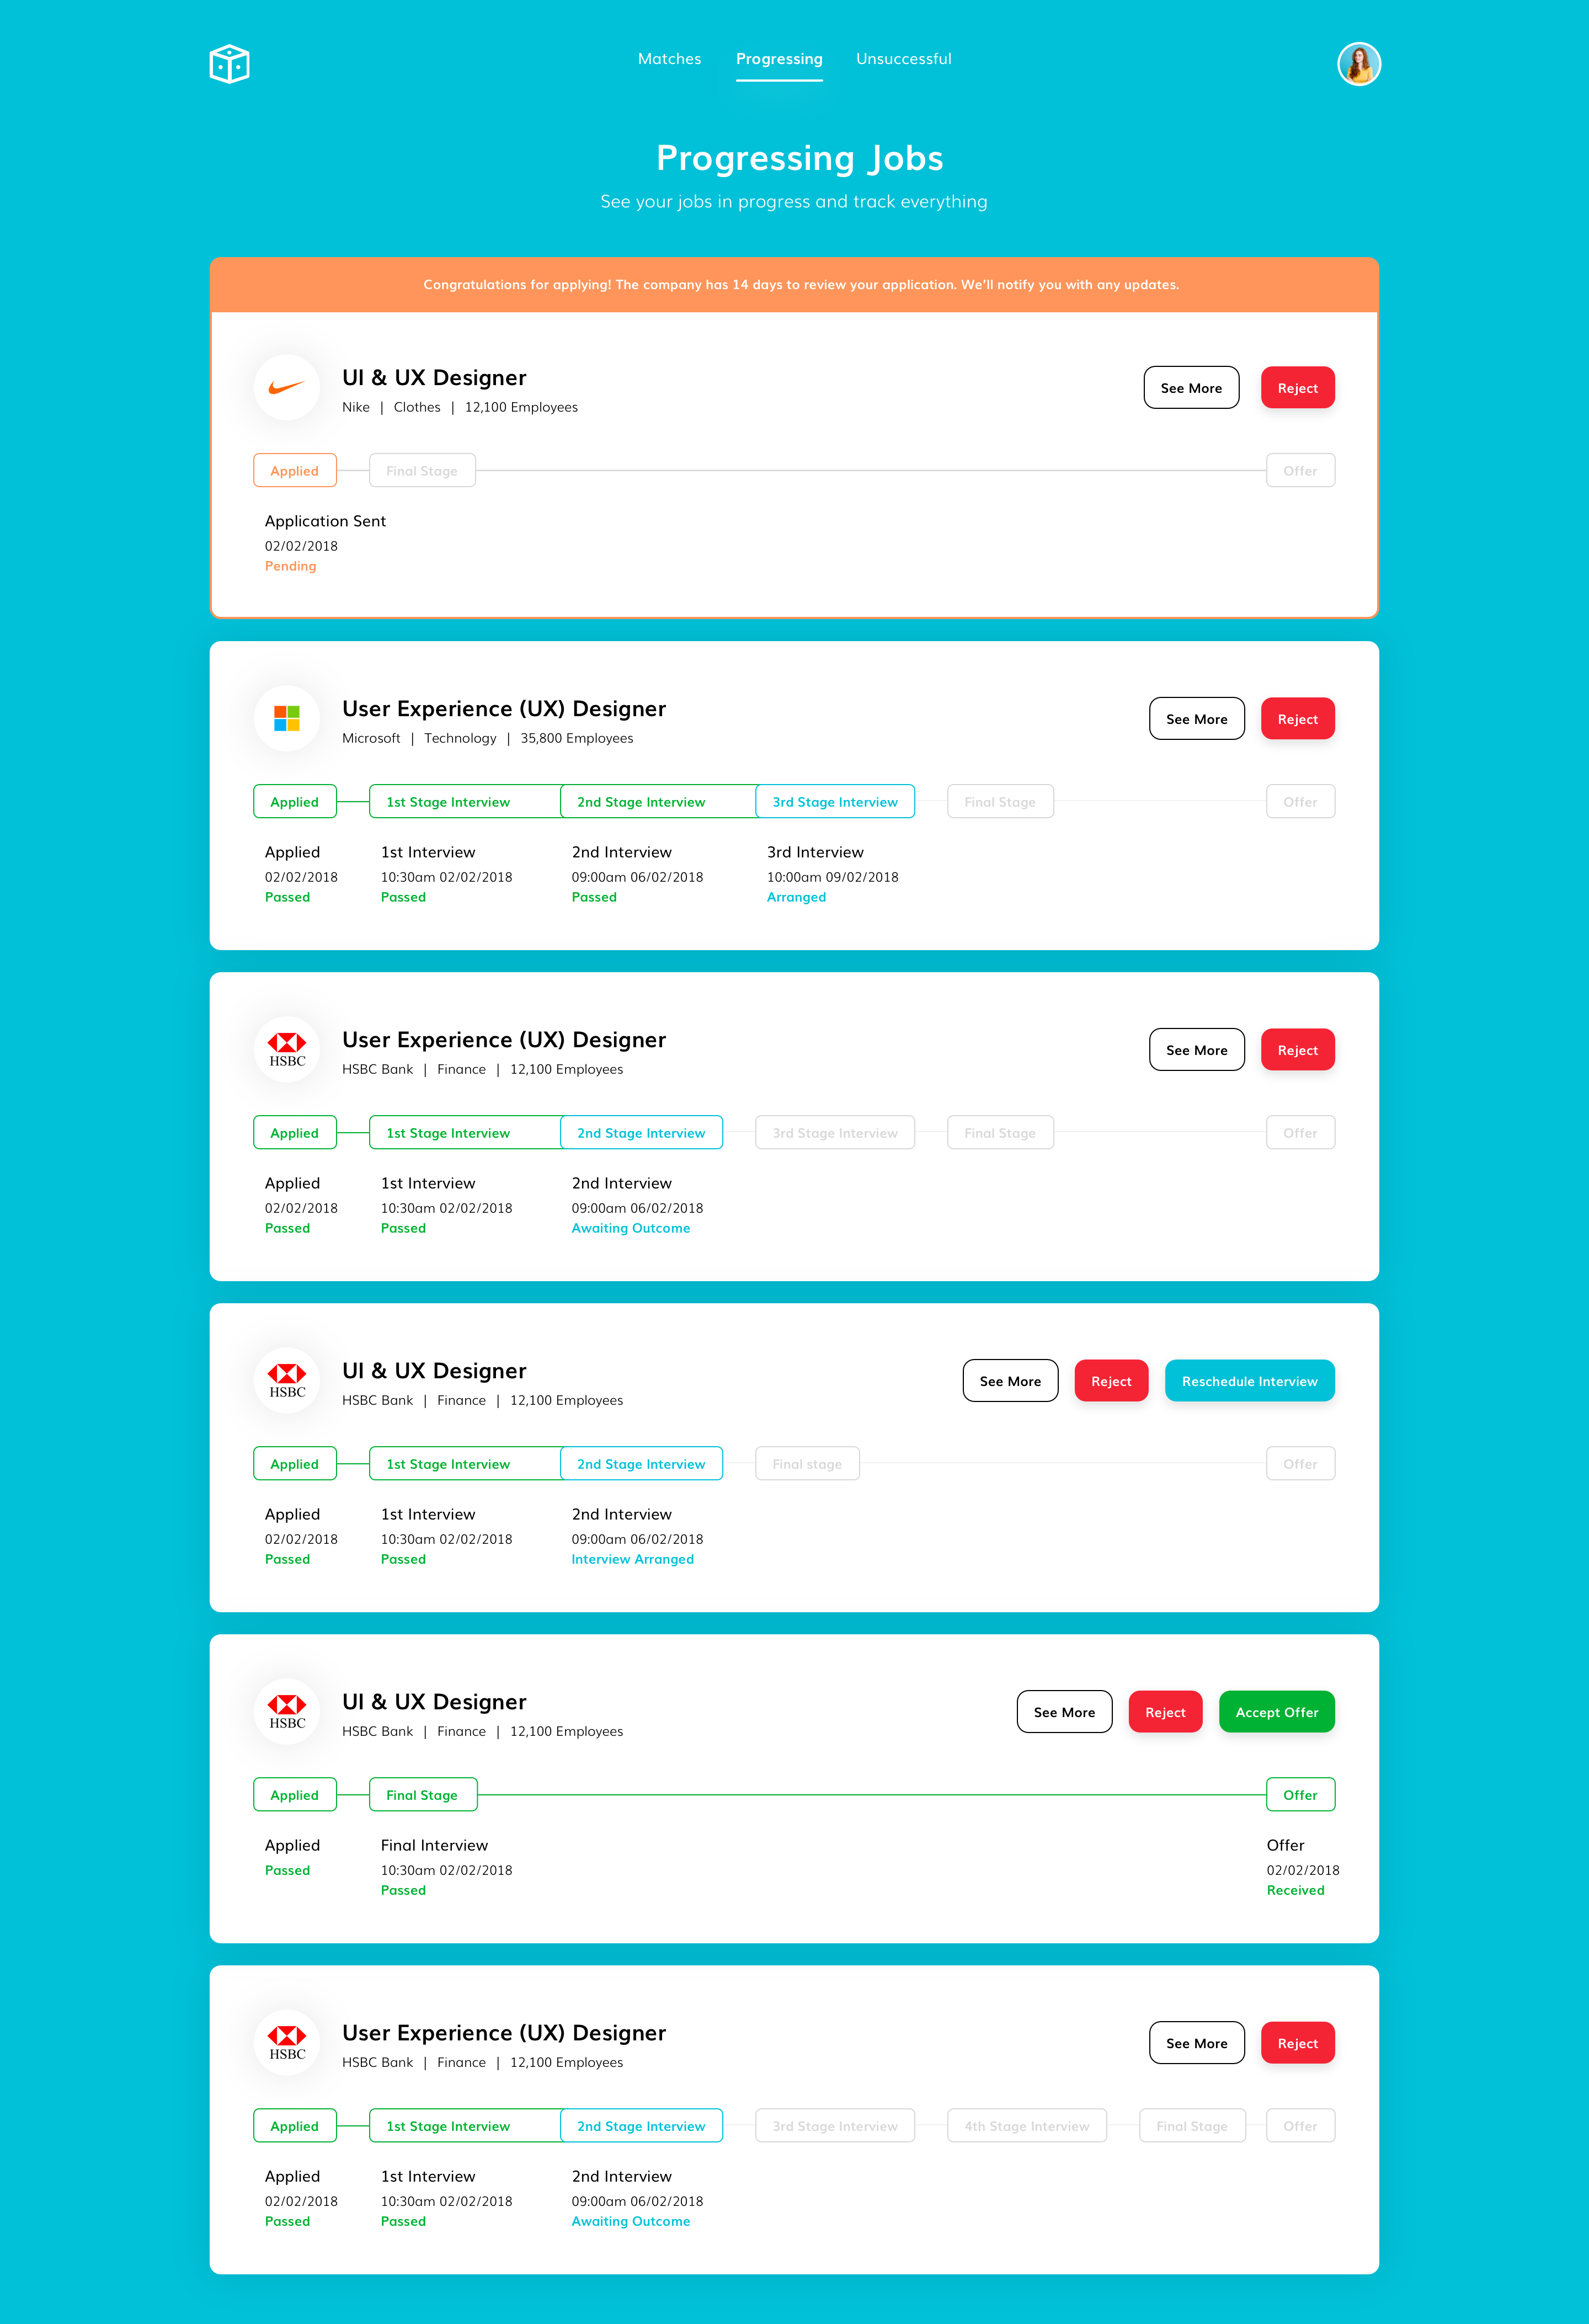 Matches Progressing Unsuccessful
Progressing Jobs
See your jobs in progress and track everything
Congratulations for applying! The company has 14 days to review your application. We'll notify you with any updates.
UI & UX Designer
Nike | Clothes | 12,100 Employees
See More Reject
Applied Final Stage Offer
Application Sent
02/02/2018
Pending
User Experience (UX) Designer
Microsoft | Technology | 35,800 Employees
See More Reject
Applied 1st Stage Interview 2nd Stage Interview 3rd Stage Interview Final Stage Offer
Applied 1st Interview 2nd Interview 3rd Interview
02/02/2018 10:30am 02/02/2018 09:00am 06/02/2018 10:00am 09/02/2018
Passed Passed Passed Arranged
HSBC
User Experience (UX) Designer
HSBC Bank | Finance | 12,100 Employees
See More Reject
Applied 1st Stage Interview 2nd Stage Interview 3rd Stage Interview Final Stage Offer
Applied 1st Interview 2nd Interview
02/02/2018 10:30am 02/02/2018 09:00am 06/02/2018
Passed Passed Awaiting Outcome
HSBC
UI & UX Designer
HSBC Bank | Finance | 12,100 Employees
See More Reject Reschedule Interview
Applied 1st Stage Interview 2nd Stage Interview Final stage Offer
Applied 1st Interview 2nd Interview
02/02/2018 10:30am 02/02/2018 09:00am 06/02/2018
Passed Passed Interview Arranged
HSBC
UI & UX Designer
HSBC Bank | Finance | 12,100 Employees
See More Reject Accept Offer
Applied Final Stage Offer
Applied Final Interview Offer
Passed 10:30am 02/02/2018 02/02/2018
Passed Received
HSBC
User Experience (UX) Designer
HSBC Bank | Finance | 12,100 Employees
See More Reject
Applied 1st Stage Interview 2nd Stage Interview 3rd Stage Interview 4th Stage Interview Final Stage Offer
Applied 1st Interview 2nd Interview
02/02/2018 10:30am 02/02/2018 09:00am 06/02/2018
Passed Passed Awaiting Outcome